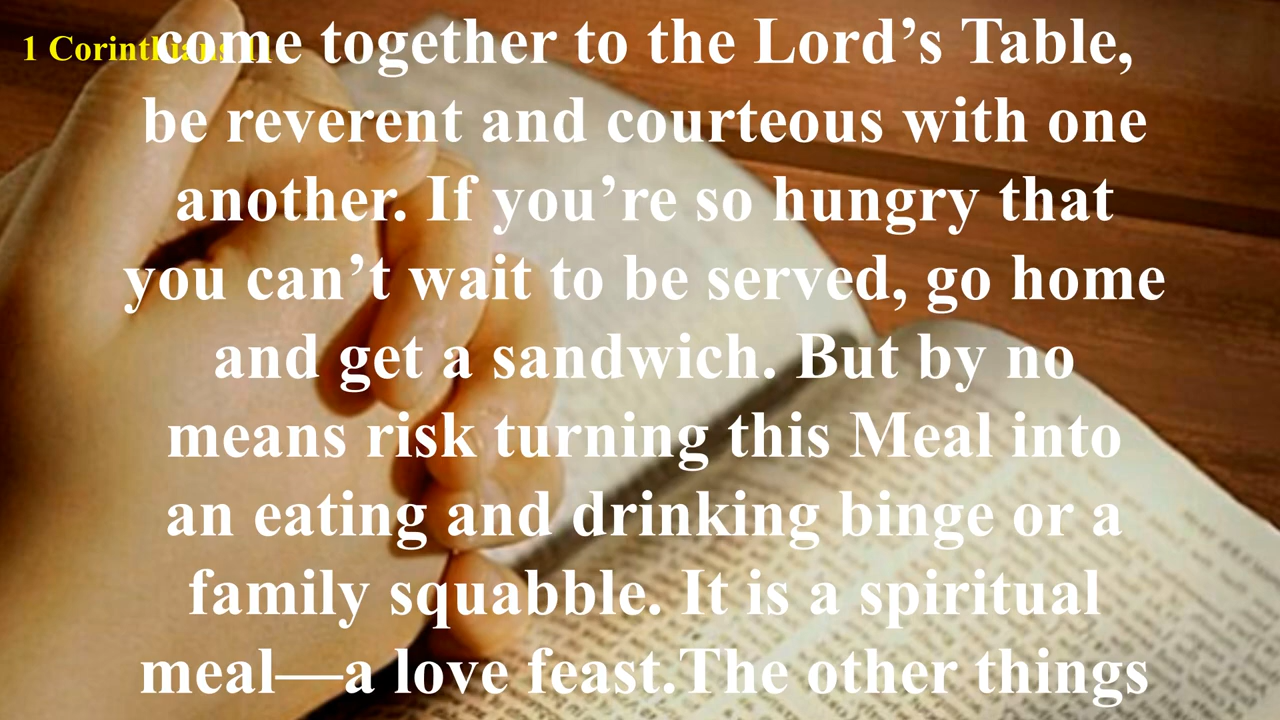 1 Corinthians
come together to the Lord’s Table,
be reverent and courteous with one
another. If you’re so hungry that
you can’t wait to be served, go home
and get a sandwich. But by no
means risk turning this Meal into
an eating and drinking binge or a
family squabble. It is a spiritual
meal—a love feast.The other things